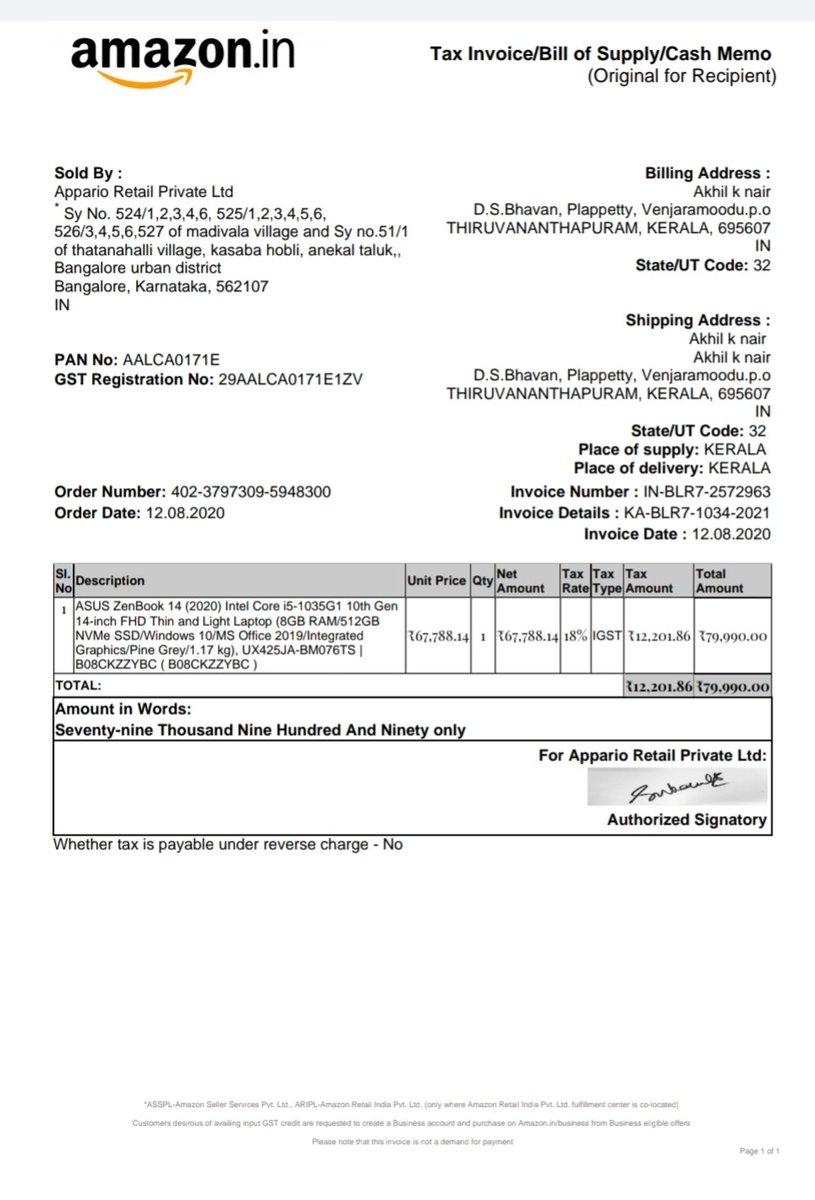 amazon.in
Tax Invoice/Bill of Supply/Cash Memo
(Original for Recipient)
Sold By :
Appario Retail Private Ltd
* Sy No. 524/1,2,3,4,6, 525/1,2,3,4,5,6,
526/3,4,5,6,527 of madivala village and Sy no.51/1
of thatanahalli village, kasaba hobli, anekal taluk,,
Bangalore urban district
Bangalore, Karnataka, 562107
IN
PAN No: AALCA0171E
GST Registration No: 29AALCA0171E1ZV
Billing Address :
Akhil k nair
D.S.Bhavan, Plappetty, Venjaramoodu.p.o
THIRUVANANTHAPURAM, KERALA, 695607
IN
State/UT Code: 32
Shipping Address :
Akhil k nair
Akhil k nair
D.S.Bhavan, Plappetty, Venjaramoodu.p.o
THIRUVANANTHAPURAM, KERALA, 695607
IN
State/UT Code: 32
Place of supply: KERALA
Place of delivery: KERALA
Order Number: 402-3797309-5948300
Order Date: 12.08.2020
Invoice Number : IN-BLR7-2572963
Invoice Details : KA-BLR7-1034-2021
Invoice Date : 12.08.2020
Sl. No Description Unit Price Qty Net Amount Tax Rate Tax Type Tax Amount Total Amount
1 ASUS ZenBook 14 (2020) Intel Core i5-1035G1 10th Gen
14-inch FHD Thin and Light Laptop (8GB RAM/512GB
NVMe SSD/Windows 10/MS Office 2019/Integrated
Graphics/Pine Grey/1.17 kg), UX425JA-BM076TS |
B08CKZZYBC ( B08CKZZYBC )
₹67,788.14 1 ₹67,788.14 18% IGST ₹12,201.86 ₹79,990.00
TOTAL: ₹12,201.86 ₹79,990.00
Amount in Words:
Seventy-nine Thousand Nine Hundred And Ninety only
For Appario Retail Private Ltd:
Authorized Signatory
Whether tax is payable under reverse charge - No
*ASSPL-Amazon Seller Services Pvt. Ltd., ARIPL-Amazon Retail India Pvt. Ltd. (only where Amazon Retail India Pvt. Ltd. fulfillment center is co-located)
Customers desirous of availing input GST credit are requested to create a Business account and purchase on Amazon.in/business from Business eligible offers
Please note that this invoice is not a demand for payment
Page 1 of 1